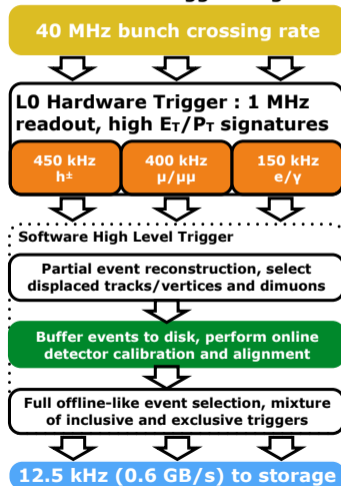 40 MHz bunch crossing rate
L0 Hardware Trigger : 1 MHz
readout, high ET/PT signatures
450 kHz
h±
400 kHz
μ/μμ
150 kHz
e/γ
Software High Level Trigger
Partial event reconstruction, select
displaced tracks/vertices and dimuons
Buffer events to disk, perform online
detector calibration and alignment
Full offline-like event selection, mixture
of inclusive and exclusive triggers
12.5 kHz (0.6 GB/s) to storage